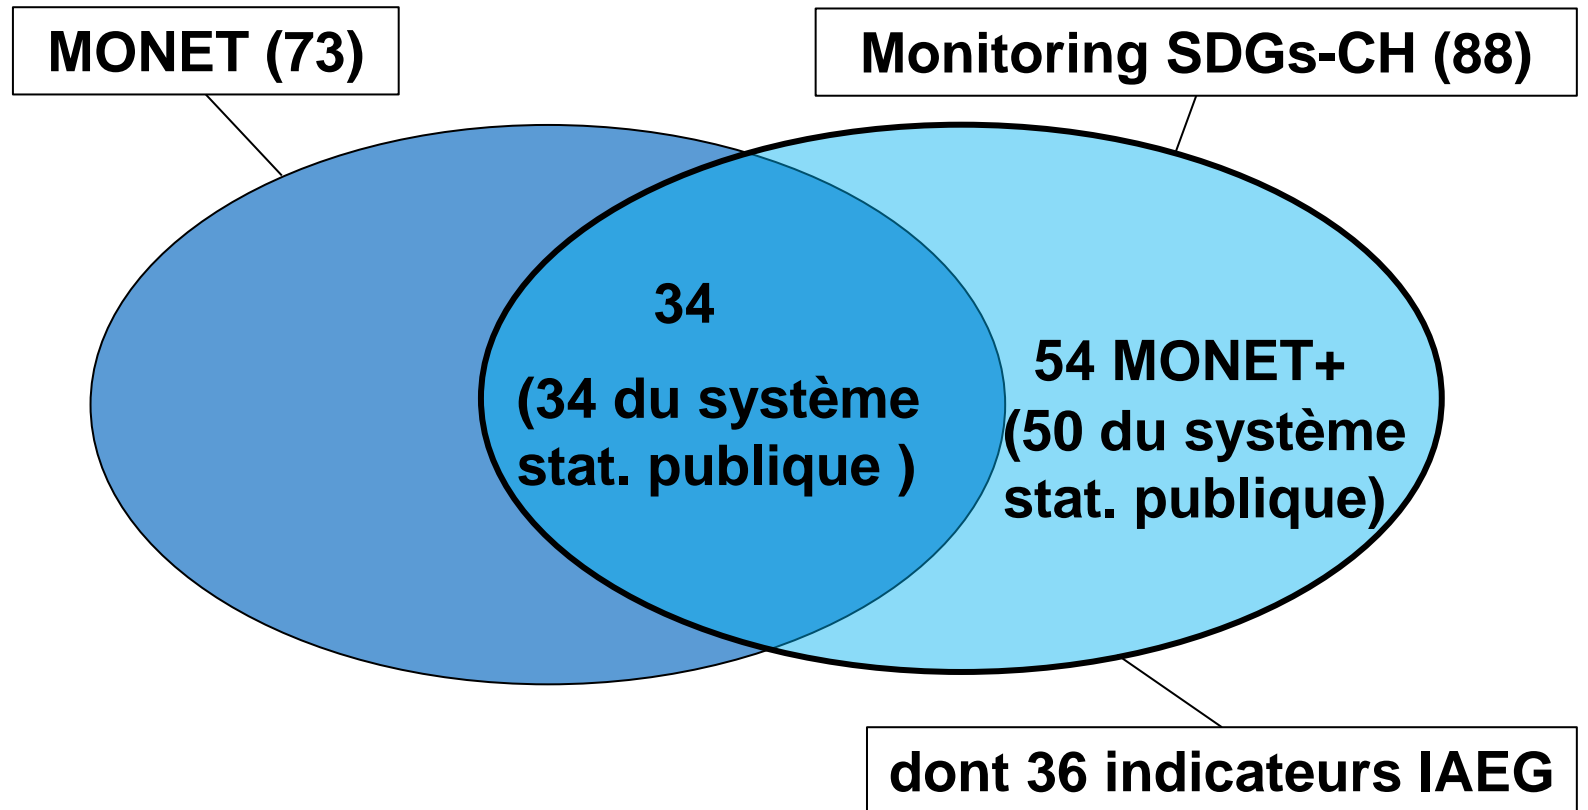 MONET (73)
Monitoring SDGs-CH (88)
34
(34 du système
stat. publique )
54 MONET+
(50 du système
stat. publique)
dont 36 indicateurs IAEG